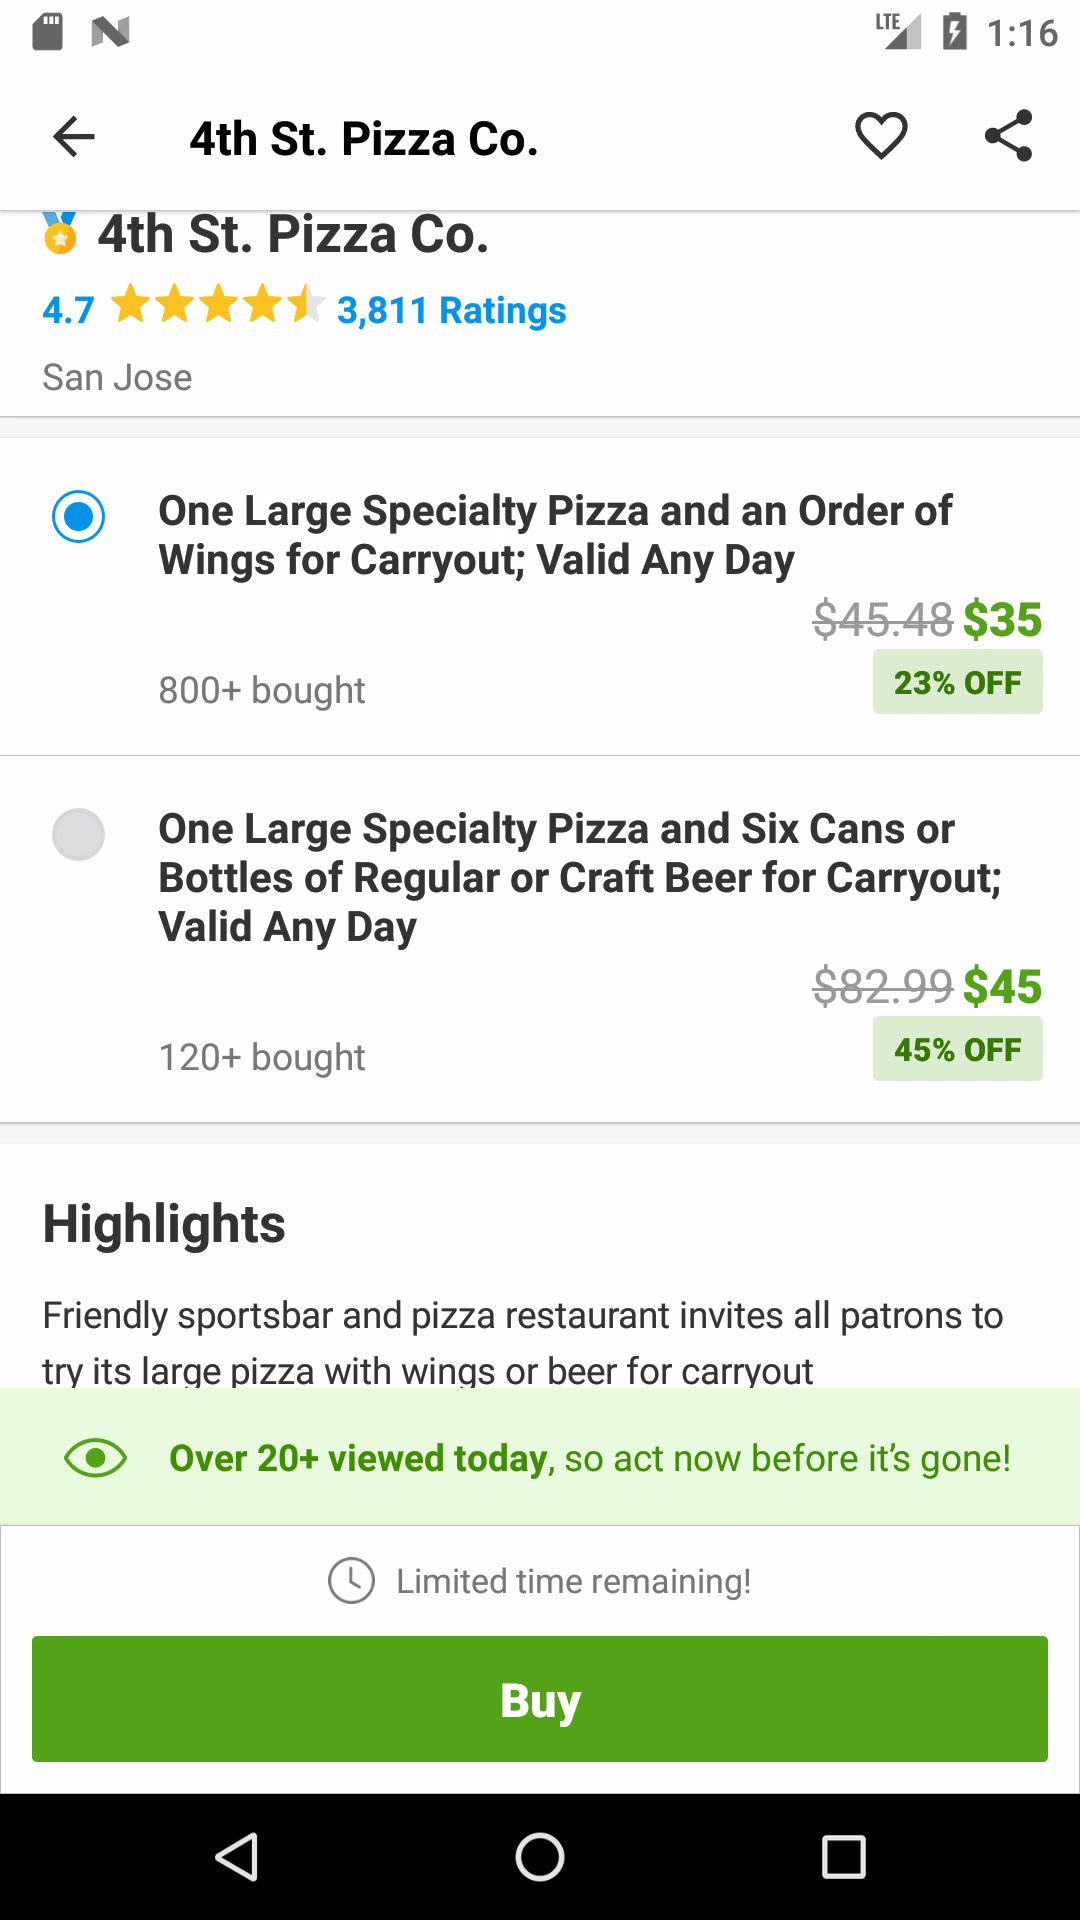 LTE 1:16
4th St. Pizza Co.
4th St. Pizza Co.
4.7 3,811 Ratings
San Jose
One Large Specialty Pizza and an Order of
Wings for Carryout; Valid Any Day
$45.48 $35
800+ bought
23% OFF
One Large Specialty Pizza and Six Cans or
Bottles of Regular or Craft Beer for Carryout;
Valid Any Day
$82.99 $45
120+ bought
45% OFF
Highlights
Friendly sportsbar and pizza restaurant invites all patrons to
try its large pizza with wings or beer for carryout
Over 20+ viewed today, so act now before it's gone!
Limited time remaining!
Buy